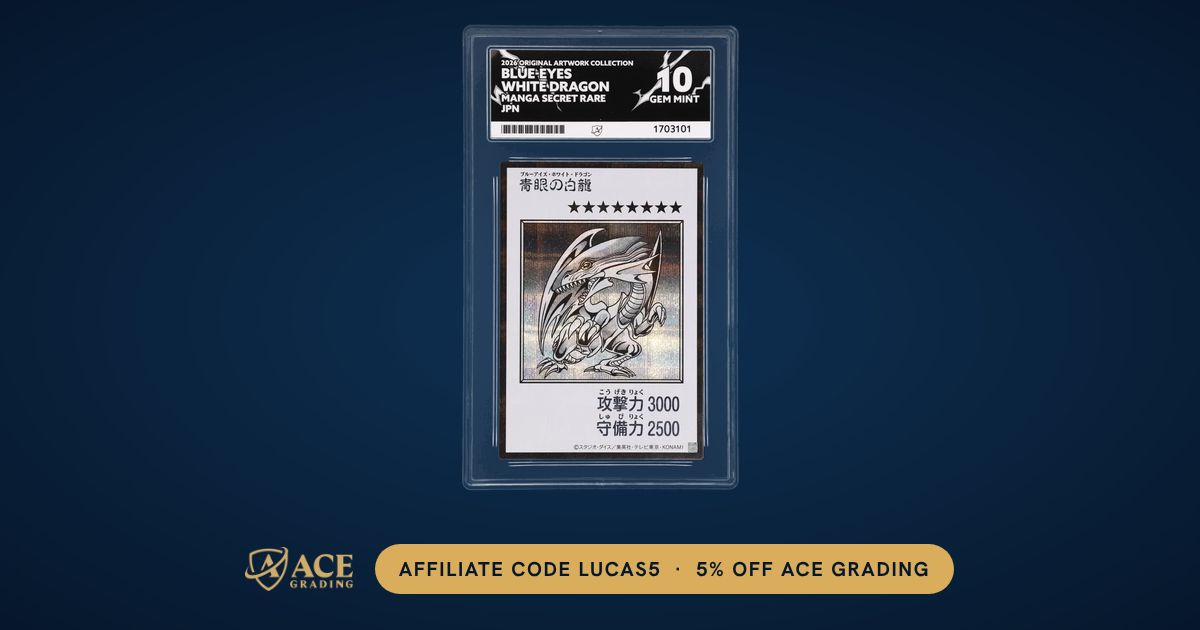 2026 ORIGINAL ARTWORK COLLECTION
BLUE-EYES
WHITE DRAGON
MANGA SECRET RARE
JPN
10
GEM MINT
1703101
ブルーアイズ・ホワイト・ドラゴン
青眼の白龍
★★★★★★★★
こうげきりょく
攻撃力 3000
しゅびりょく
守備力 2500
©スタジオ・ダイス／集英社・テレビ東京・KONAMI
ACE
GRADING
AFFILIATE CODE LUCAS5 · 5% OFF ACE GRADING